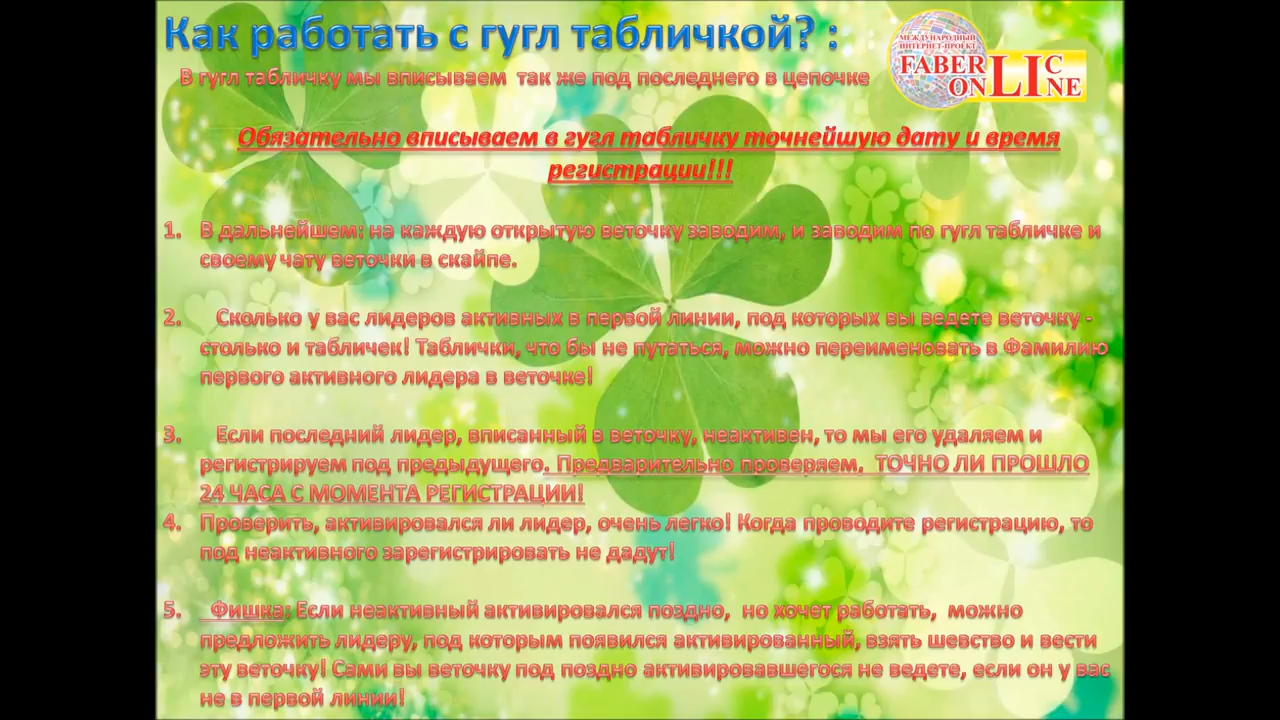 Как работать с гугл табличкой? :
МЕЖДУНАРОДНЫЙ
ИНТЕРНЕТ-ПРОЕКТ
FABERLIC
ONLINE
В гугл табличку мы вписываем так же под последнего в цепочке
Обязательно вписываем в гугл табличку точнейшую дату и время
регистрации!!!
1. В дальнейшем: на каждую открытую веточку заводим, и заводим по гугл табличке и
своему чату веточки в скайпе.
2. Сколько у вас лидеров активных в первой линии, под которых вы ведете веточку -
столько и табличек! Таблички, что бы не путаться, можно переименовать в Фамилию
первого активного лидера в веточке!
3. Если последний лидер, вписанный в веточку, неактивен, то мы его удаляем и
регистрируем под предыдущего. Предварительно проверяем, ТОЧНО ЛИ ПРОШЛО
24 ЧАСА С МОМЕНТА РЕГИСТРАЦИИ!
4. Проверить, активировался ли лидер, очень легко! Когда проводите регистрацию, то
под неактивного зарегистрировать не дадут!
5. Фишка: Если неактивный активировался поздно, но хочет работать, можно
предложить лидеру, под которым появился активированный, взять шевство и вести
эту веточку! Сами вы веточку под поздно активировавшегося не ведете, если он у вас
не в первой линии!